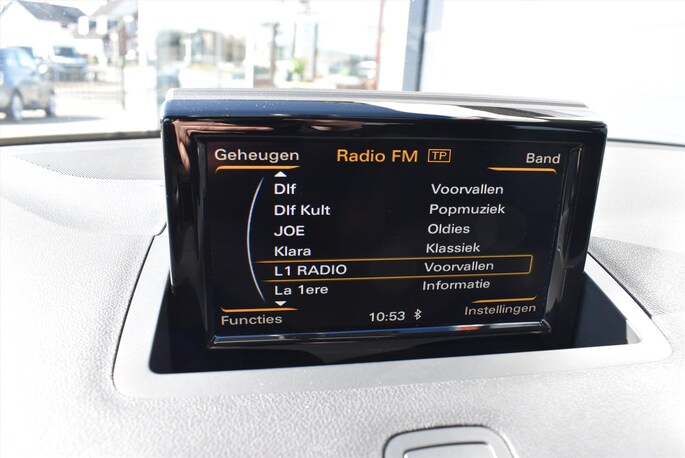 Geheugen Radio FM TP Band
Dlf Voorvallen
Dlf Kult Popmuziek
JOE Oldies
Klara Klassiek
L1 RADIO Voorvallen
La 1ere Informatie
Functies 10:53 Instellingen